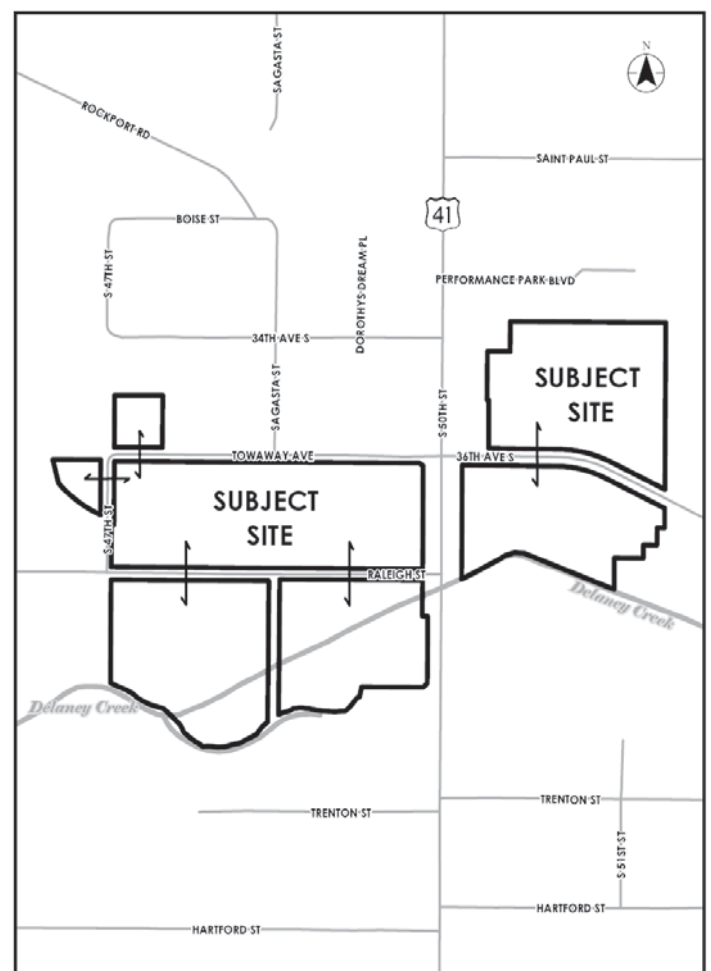 SAGASTA ST
N
ROCKPORT RD
SAINT PAUL ST
41
BOISE ST
S 47TH ST
DOROTHYS DREAM PL
PERFORMANCE PARK BLVD
34TH AVE S
SAGASTA ST
S 50TH ST
SUBJECT
SITE
TOWAWAY AVE
36TH AVE S
SUBJECT
SITE
S 47TH ST
RALEIGH ST
Delaney Creek
Delaney Creek
TRENTON ST
TRENTON ST
S 51ST ST
HARTFORD ST
HARTFORD ST